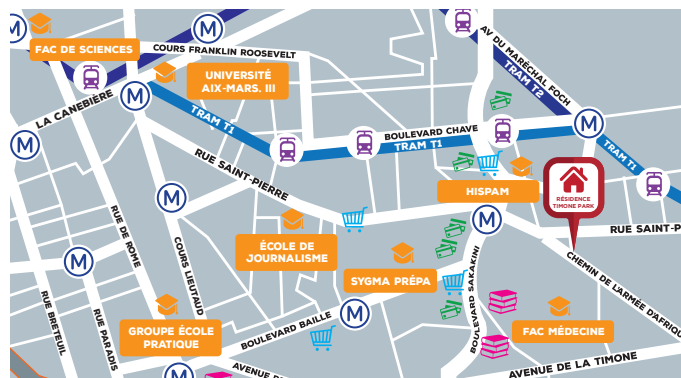 M
M
FAC DE SCIENCES
COURS FRANKLIN ROOSEVELT
AV DU MARÉCHAL FOCH
TRAM T2
UNIVERSITÉ
AIX-MARS. III
LA CANEBIÈRE
M
TRAM T1
BOULEVARD CHAVE
TRAM T1
M
TRAM T1
M
RUE SAINT-PIERRE
HISPAM
RÉSIDENCE
TIMONE PARK
M
RUE DE ROME
COURS LIEUTAUD
ÉCOLE DE
JOURNALISME
M
RUE SAINT-P
M
SYGMA PRÉPA
BOULEVARD SAKAKINI
CHEMIN DE L'ARMÉE D'AFRIQU
RUE BRETEUIL
RUE PARADIS
GROUPE ÉCOLE
PRATIQUE
BOULEVARD BAILLE
M
FAC MÉDECINE
M
AVENUE DE LA TIMONE